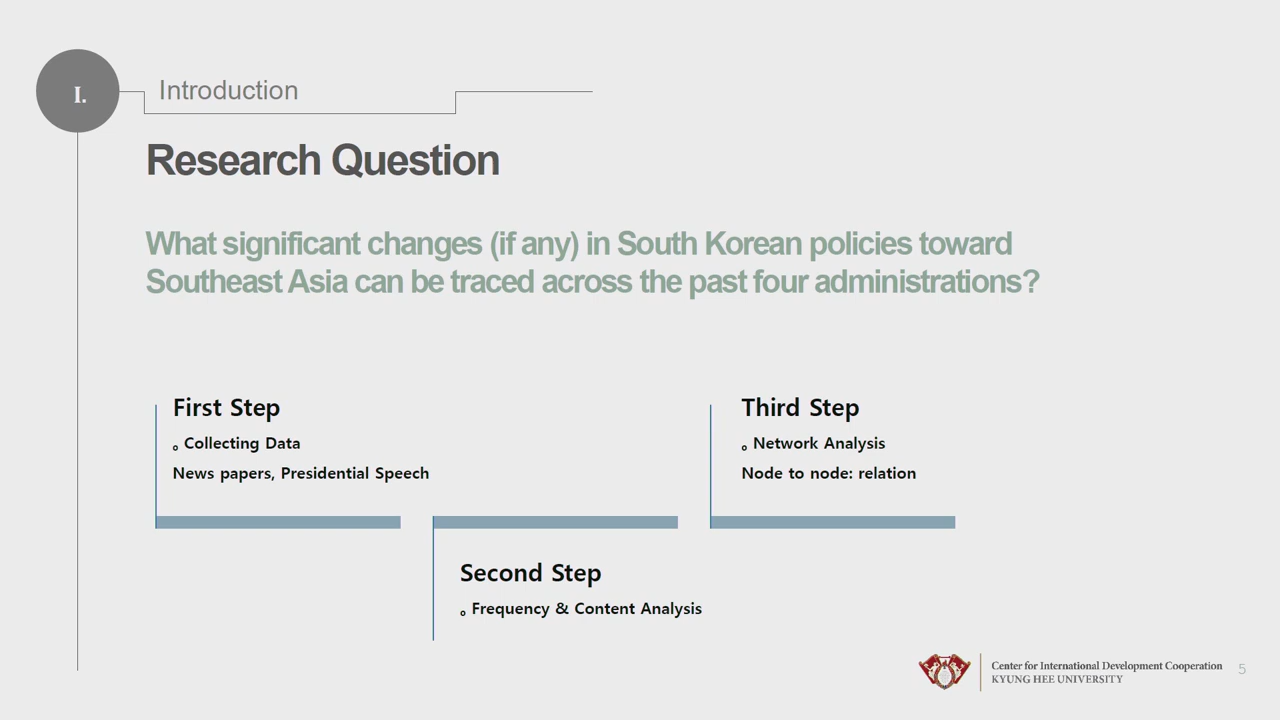 I.
Introduction
Research Question
What significant changes (if any) in South Korean policies toward
Southeast Asia can be traced across the past four administrations?
First Step
。Collecting Data
News papers, Presidential Speech
Second Step
。Frequency & Content Analysis
Third Step
。Network Analysis
Node to node: relation
Center for International Development Cooperation
KYUNG HEE UNIVERSITY
5